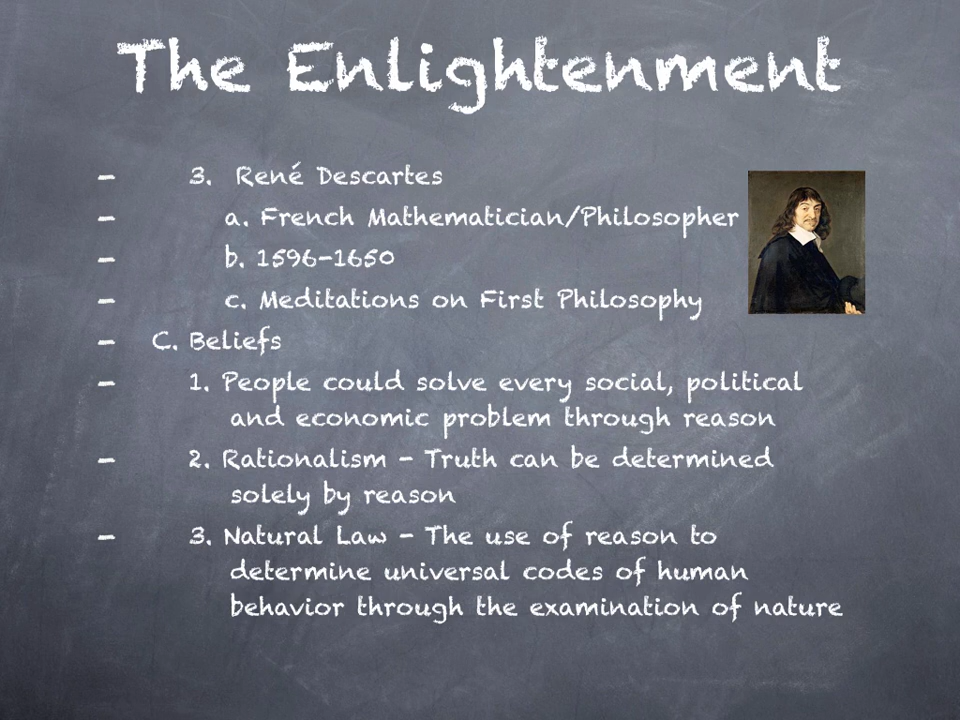 The Enlightenment
- 3. René Descartes
- a. French Mathematician/Philosopher
- b. 1596-1650
- c. Meditations on First Philosophy
- C. Beliefs
- 1. People could solve every social, political
and economic problem through reason
- 2. Rationalism - Truth can be determined
solely by reason
- 3. Natural Law - The use of reason to
determine universal codes of human
behavior through the examination of nature